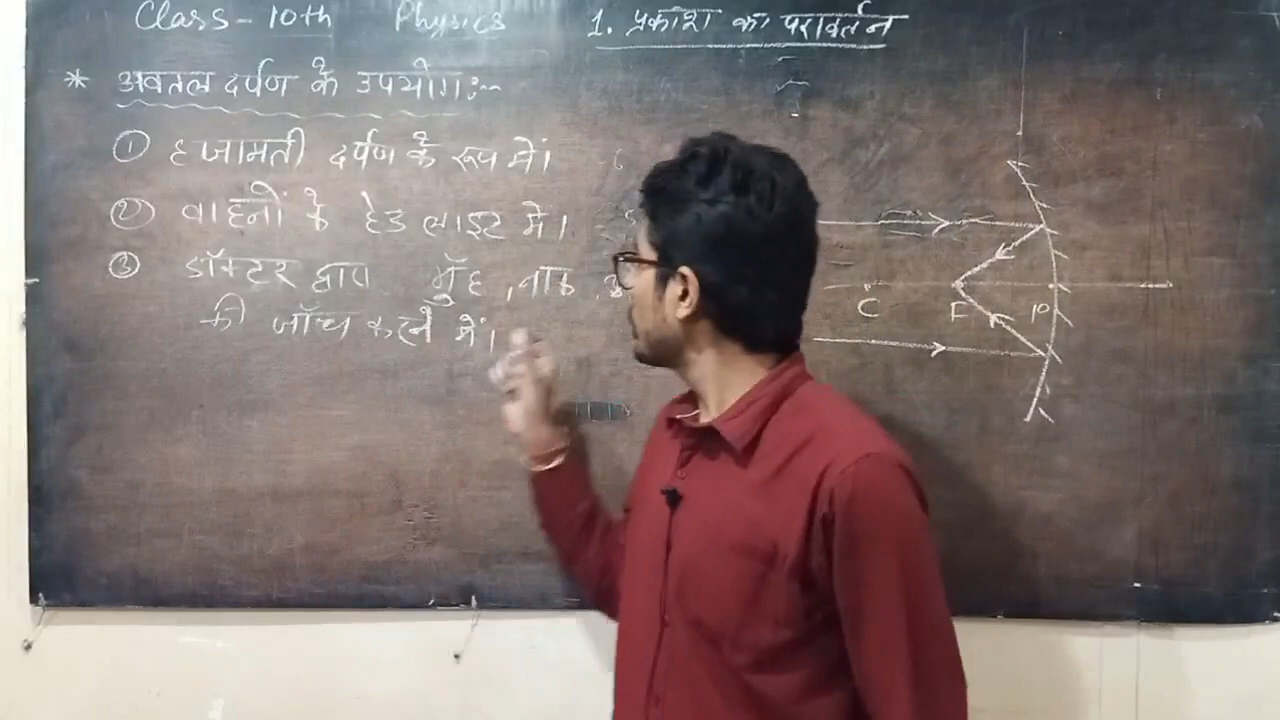 Class - 10th Physics 1. प्रकाश का परावर्तन
* अवतल दर्पण के उपयोग:-
① हजामती दर्पण के रूप में।
② वाहनों के हेड लाइट में।
③ डॉक्टर द्वारा मुँह, नाक,
की जाँच करने में।
C F P